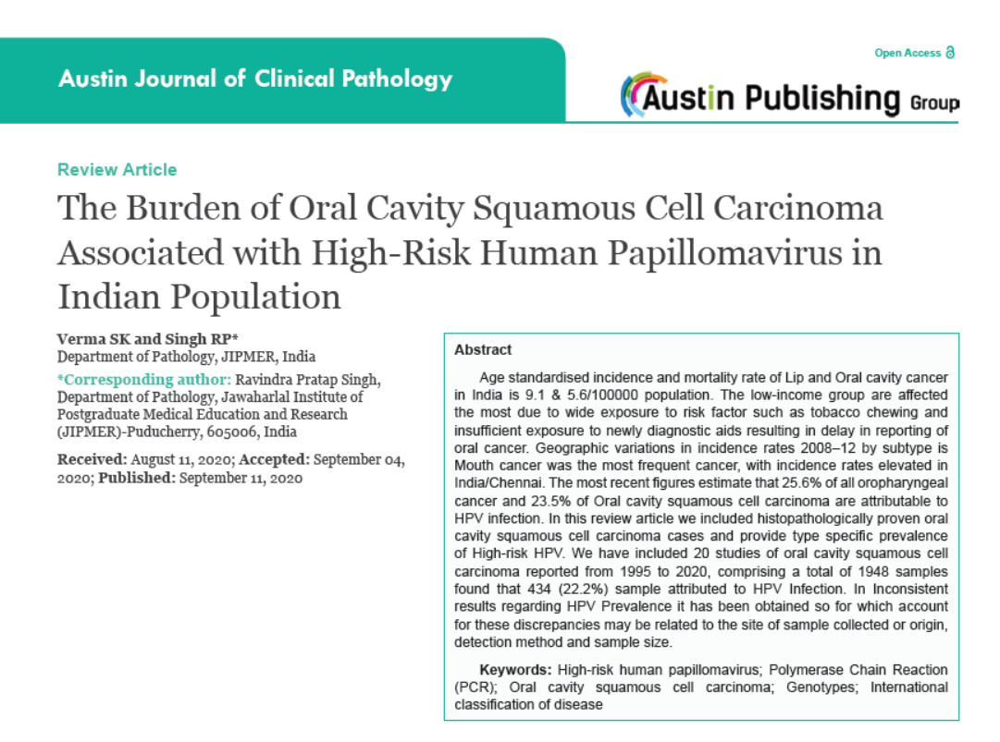 Open Access
Austin Journal of Clinical Pathology
Austin Publishing Group
Review Article
The Burden of Oral Cavity Squamous Cell Carcinoma
Associated with High-Risk Human Papillomavirus in
Indian Population
Verma SK and Singh RP*
Department of Pathology, JIPMER, India
*Corresponding author: Ravindra Pratap Singh,
Department of Pathology, Jawaharlal Institute of
Postgraduate Medical Education and Research
(JIPMER)-Puducherry, 605006, India
Received: August 11, 2020; Accepted: September 04,
2020; Published: September 11, 2020
Abstract
Age standardised incidence and mortality rate of Lip and Oral cavity cancer
in India is 9.1 & 5.6/100000 population. The low-income group are affected
the most due to wide exposure to risk factor such as tobacco chewing and
insufficient exposure to newly diagnostic aids resulting in delay in reporting of
oral cancer. Geographic variations in incidence rates 2008–12 by subtype is
Mouth cancer was the most frequent cancer, with incidence rates elevated in
India/Chennai. The most recent figures estimate that 25.6% of all oropharyngeal
cancer and 23.5% of Oral cavity squamous cell carcinoma are attributable to
HPV infection. In this review article we included histopathologically proven oral
cavity squamous cell carcinoma cases and provide type specific prevalence
of High-risk HPV. We have included 20 studies of oral cavity squamous cell
carcinoma reported from 1995 to 2020, comprising a total of 1948 samples
found that 434 (22.2%) sample attributed to HPV Infection. In Inconsistent
results regarding HPV Prevalence it has been obtained so for which account
for these discrepancies may be related to the site of sample collected or origin,
detection method and sample size.
Keywords: High-risk human papillomavirus; Polymerase Chain Reaction
(PCR); Oral cavity squamous cell carcinoma; Genotypes; International
classification of disease